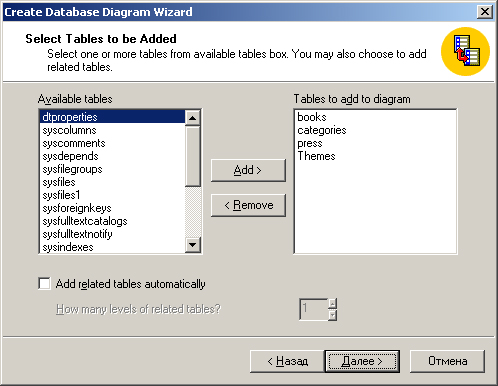 Create Database Diagram Wizard
Select Tables to be Added
Select one or more tables from available tables box. You may also choose to add
related tables.
Available tables
Tables to add to diagram
dtproperties
syscolumns
syscomments
sysdepends
sysfilegroups
sysfiles
sysfiles1
sysforeignkeys
sysfulltextcatalogs
sysfulltextnotify
sysindexes
Add >
< Remove
books
categories
press
Themes
Add related tables automatically
How many levels of related tables?
1
< Назад
Далее >
Отмена